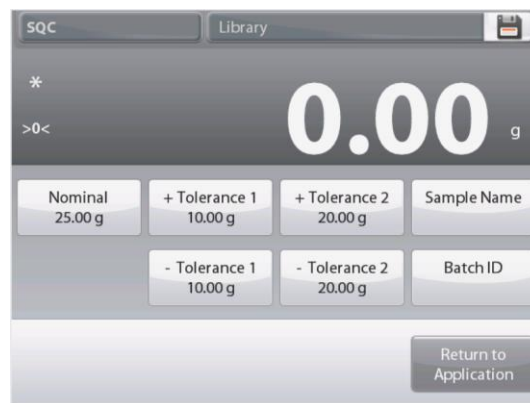 SQC Library
*
>0<
0.00 g
Nominal + Tolerance 1 + Tolerance 2 Sample Name
25.00 g 10.00 g 20.00 g
- Tolerance 1 - Tolerance 2 Batch ID
10.00 g 20.00 g
Return to
Application